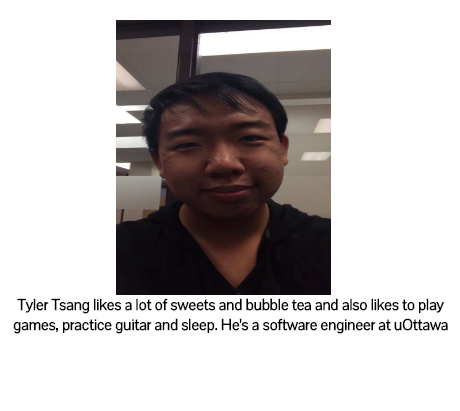 Tyler Tsang likes a lot of sweets and bubble tea and also likes to play
games, practice guitar and sleep. He's a software engineer at uOttawa